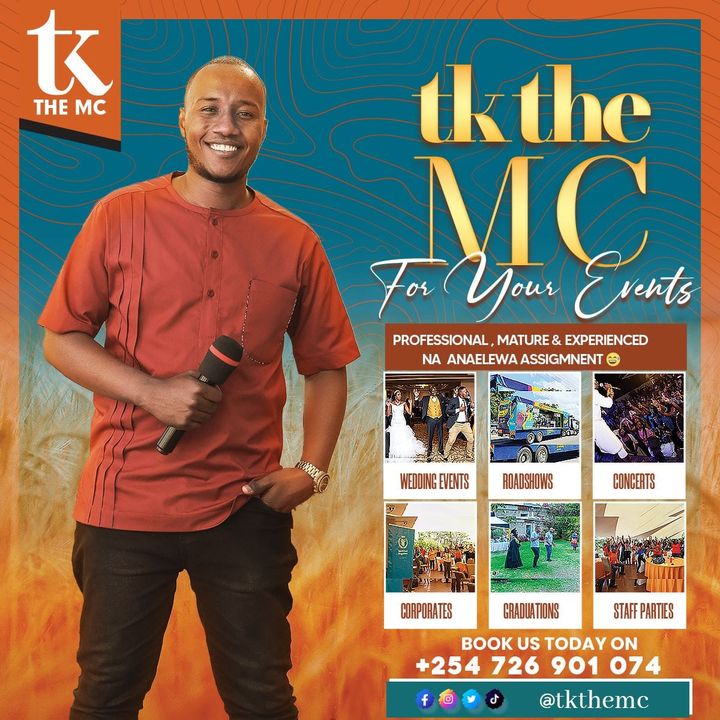 tk
THE MC
tk the
MC
For Your Events
PROFESSIONAL , MATURE & EXPERIENCED
NA ANAELEWA ASSIGMNENT 😂
WEDDING EVENTS
ROADSHOWS
CONCERTS
CORPORATES
GRADUATIONS
STAFF PARTIES
BOOK US TODAY ON
+254 726 901 074
@tkthemc